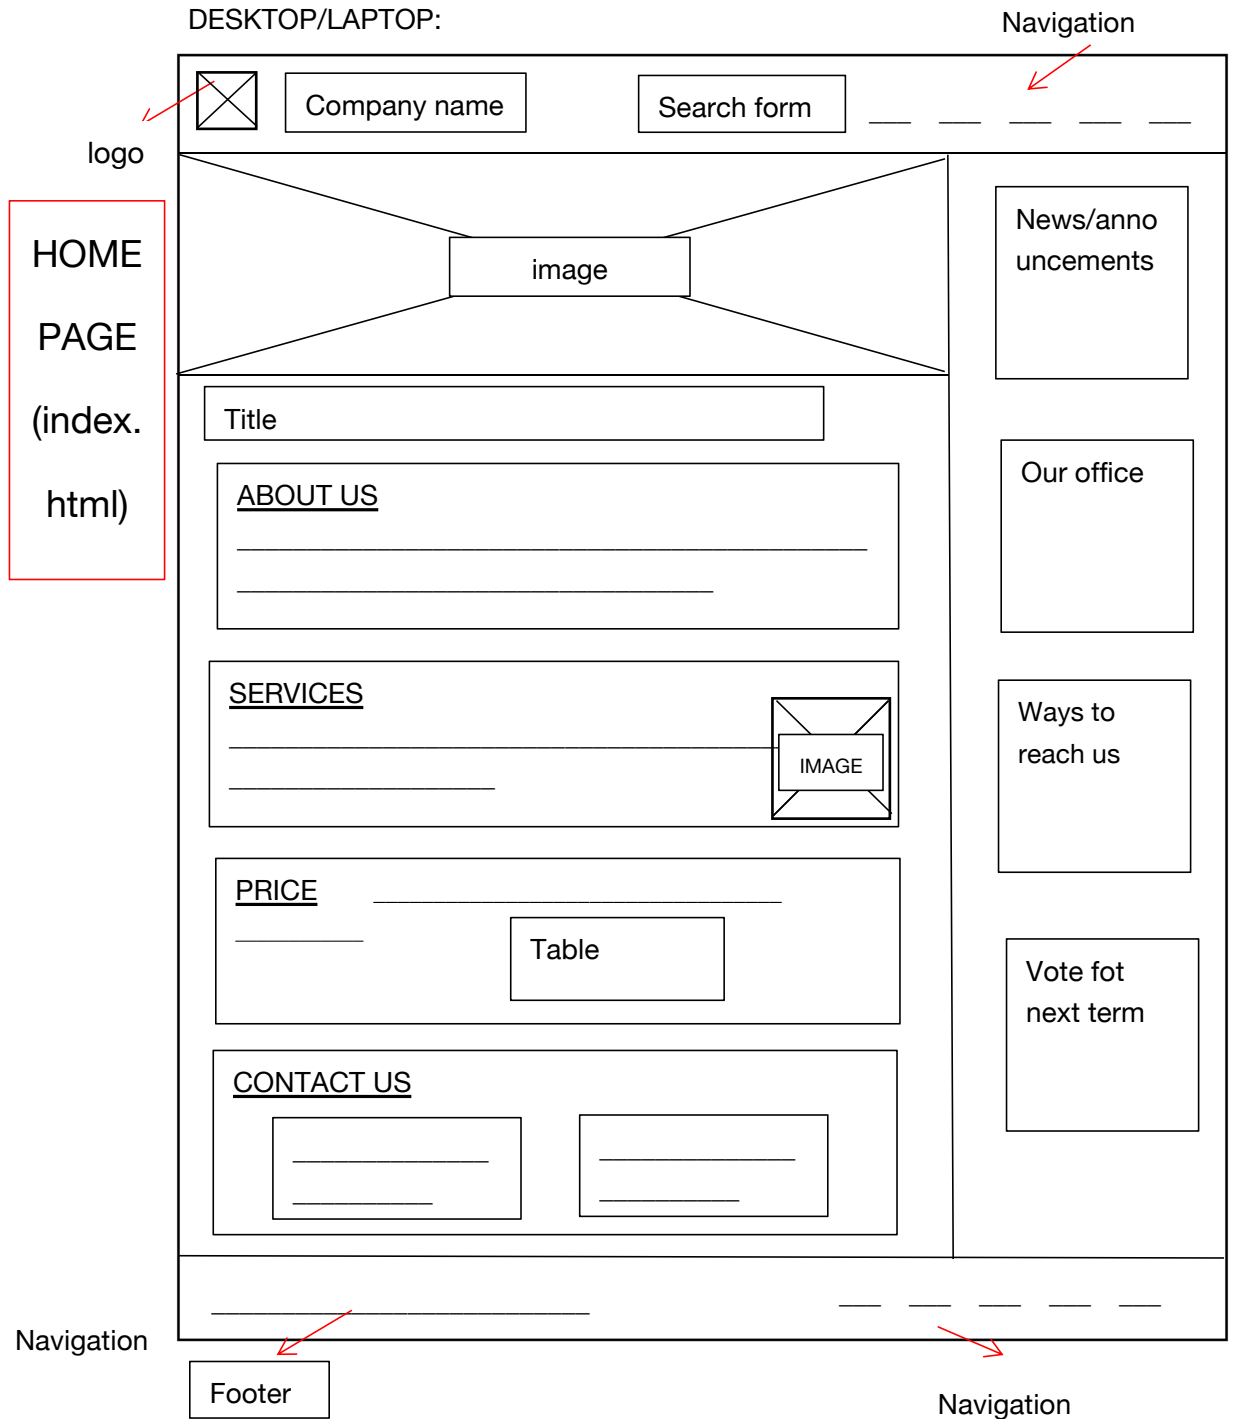 DESKTOP/LAPTOP:
Navigation
Company name
Search form
logo
HOME
PAGE
(index.
html)
image
News/anno
uncements
Title
ABOUT US
Our office
SERVICES
IMAGE
Ways to
reach us
PRICE
Table
Vote fot
next term
CONTACT US
Navigation
Footer
Navigation